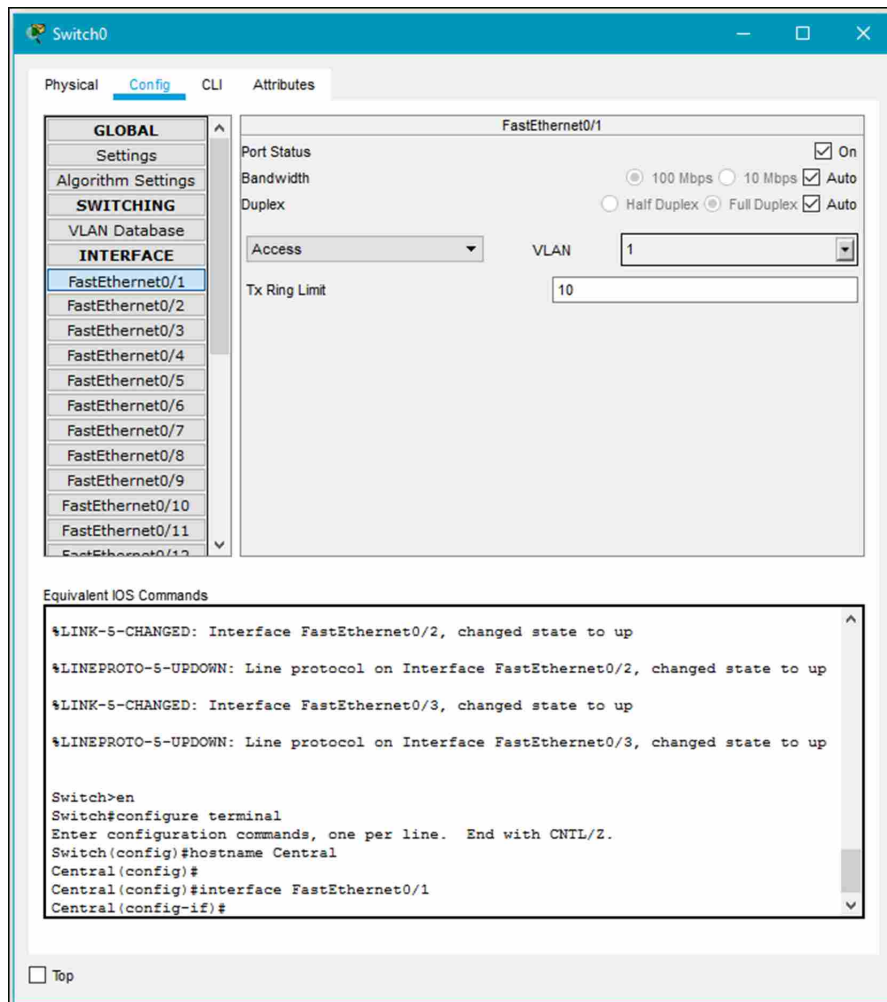 Switch0
Physical Config CLI Attributes
GLOBAL
Settings
Algorithm Settings
SWITCHING
VLAN Database
INTERFACE
FastEthernet0/1
FastEthernet0/2
FastEthernet0/3
FastEthernet0/4
FastEthernet0/5
FastEthernet0/6
FastEthernet0/7
FastEthernet0/8
FastEthernet0/9
FastEthernet0/10
FastEthernet0/11
FastEthernet0/12
FastEthernet0/1
Port Status On
Bandwidth 100 Mbps 10 Mbps Auto
Duplex Half Duplex Full Duplex Auto
Access VLAN 1
Tx Ring Limit 10
Equivalent IOS Commands
%LINK-5-CHANGED: Interface FastEthernet0/2, changed state to up
%LINEPROTO-5-UPDOWN: Line protocol on Interface FastEthernet0/2, changed state to up
%LINK-5-CHANGED: Interface FastEthernet0/3, changed state to up
%LINEPROTO-5-UPDOWN: Line protocol on Interface FastEthernet0/3, changed state to up
Switch>en
Switch#configure terminal
Enter configuration commands, one per line.  End with CNTL/Z.
Switch(config)#hostname Central
Central(config)#
Central(config)#interface FastEthernet0/1
Central(config-if)#
Top